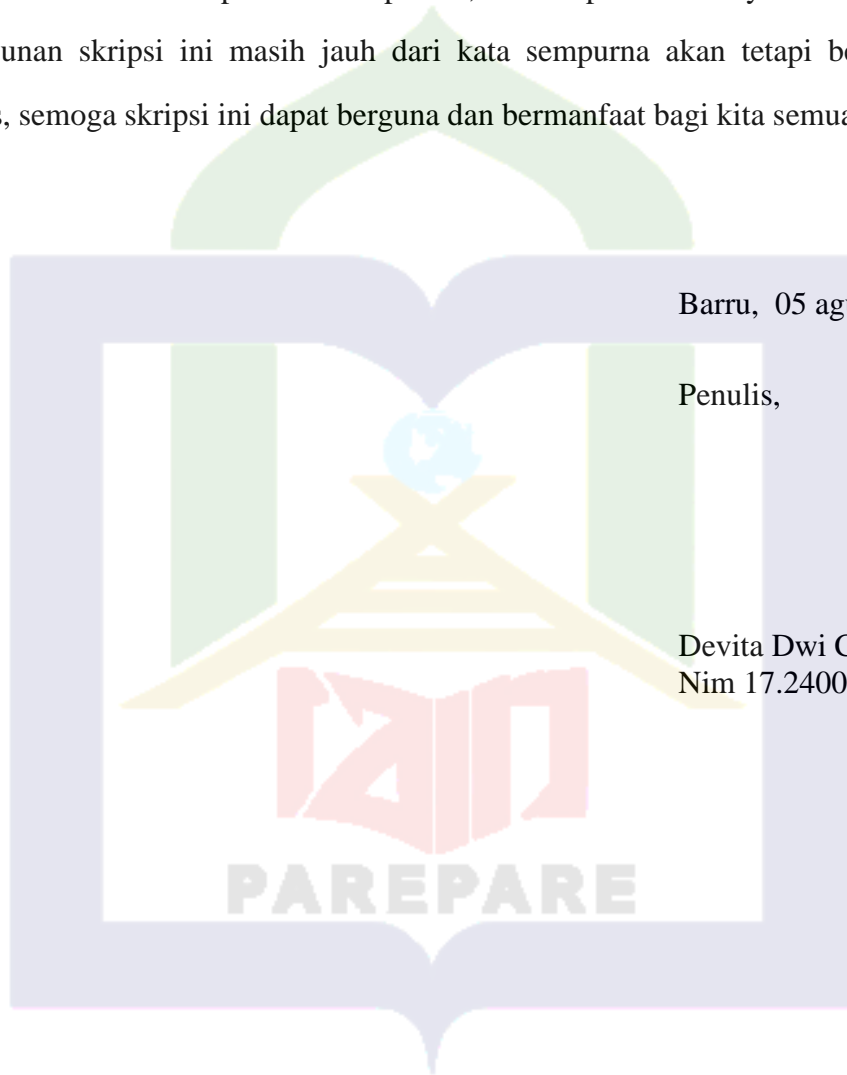 unan skripsi ini masih jauh dari kata sempurna akan tetapi be
s, semoga skripsi ini dapat berguna dan bermanfaat bagi kita semua
Barru, 05 ag
Penulis,
Devita Dwi
Nim 17.2400
iain
PAREPARE